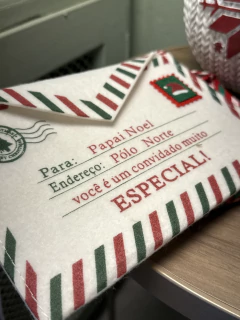 Para: Papai Noel
Endereço: Pólo Norte
você é um convidado muito
ESPECIAL!